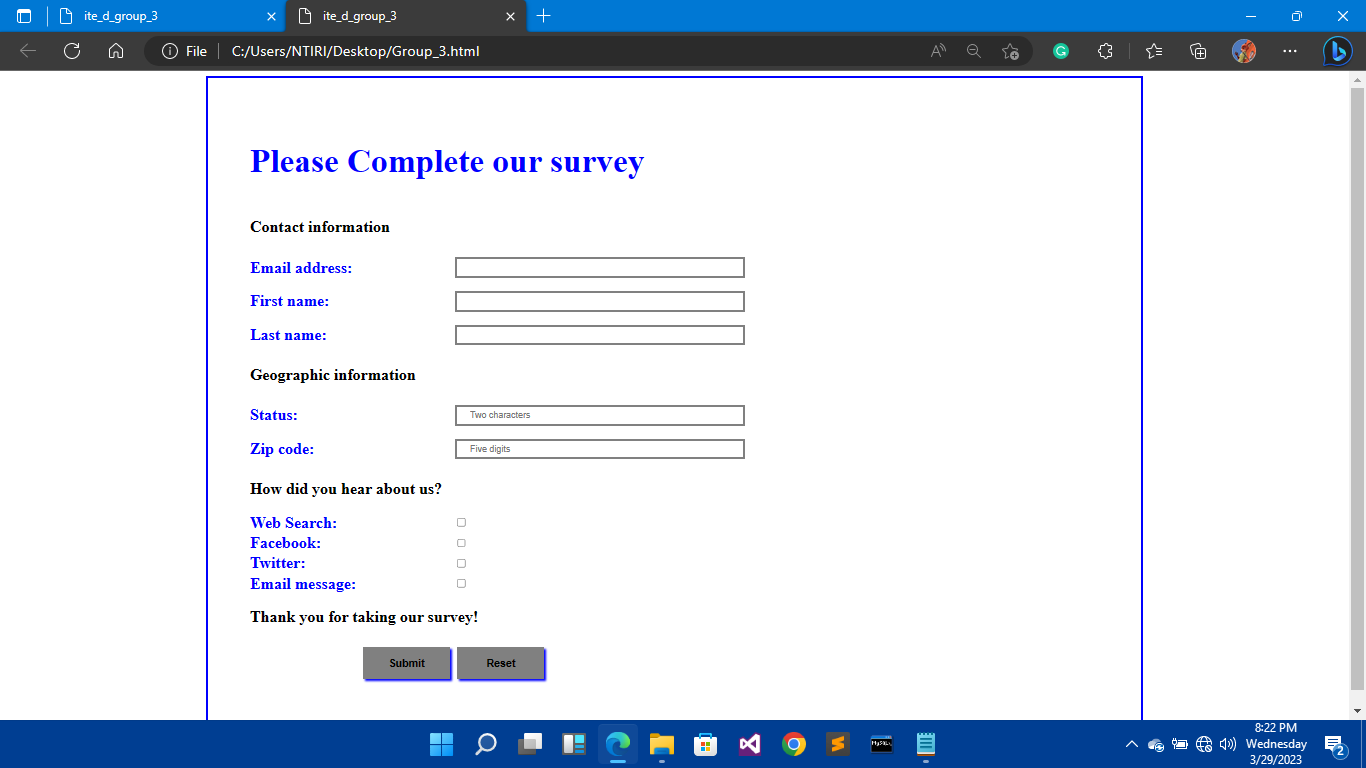 ite_d_group_3
ite_d_group_3
File
C:/Users/NTIRI/Desktop/Group_3.html
Please Complete our survey
Contact information
Email address:
First name:
Last name:
Geographic information
Status: Two characters
Zip code: Five digits
How did you hear about us?
Web Search:
Facebook:
Twitter:
Email message:
Thank you for taking our survey!
Submit Reset
8:22 PM
Wednesday
3/29/2023
2